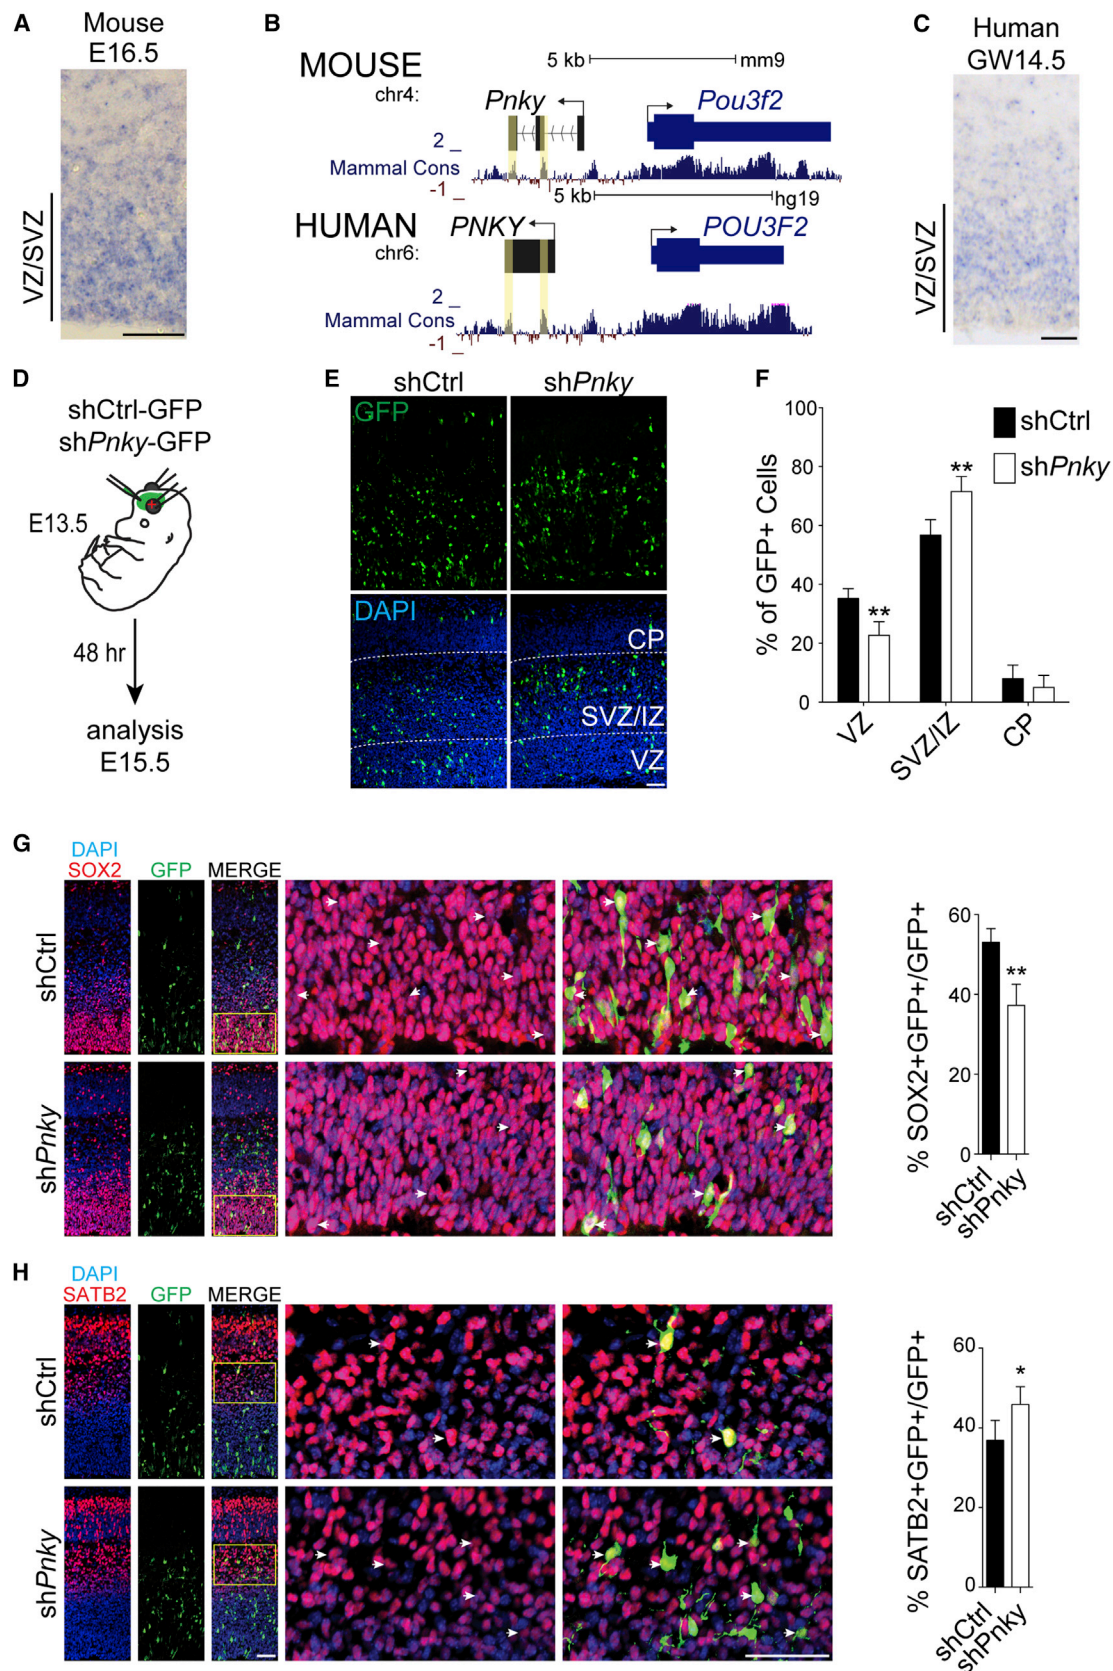 A
Mouse
E16.5
VZ/SVZ
B
5 kb
mm9
MOUSE
chr4:
Pnky
Pou3f2
2 _
Mammal Cons
-1 _
5 kb
hg19
HUMAN
chr6:
PNKY
POU3F2
2 _
Mammal Cons
-1 _
C
Human
GW14.5
VZ/SVZ
D
shCtrl-GFP
shPnky-GFP
E13.5
48 hr
analysis
E15.5
E
shCtrl
shPnky
GFP
DAPI
CP
SVZ/IZ
VZ
F
% of GFP+ Cells
100
80
60
40
20
0
** ** 
VZ
SVZ/IZ
CP
shCtrl
shPnky
G
DAPI
SOX2
GFP
MERGE
shCtrl
shPnky
% SOX2+GFP+/GFP+
60
40
20
0
**
shCtrl
shPnky
H
DAPI
SATB2
GFP
MERGE
shCtrl
shPnky
% SATB2+GFP+/GFP+
60
40
20
0
*
shCtrl
shPnky